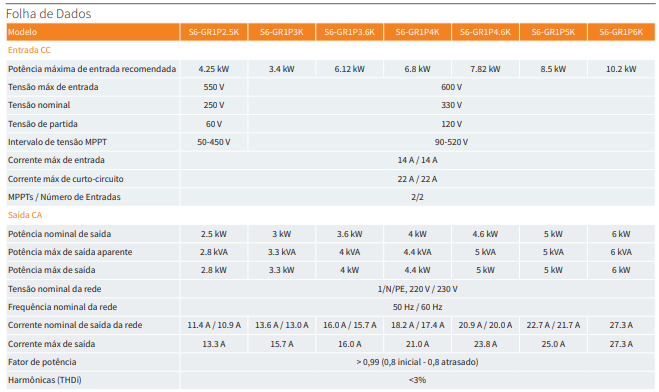 Folha de Dados
Modelo S6-GR1P2.5K S6-GR1P3K S6-GR1P3.6K S6-GR1P4K S6-GR1P4.6K S6-GR1P5K S6-GR1P6K
Entrada CC
Potência máxima de entrada recomendada 4.25 kW 3.4 kW 6.12 kW 6.8 kW 7.82 kW 8.5 kW 10.2 kW
Tensão máx de entrada 550 V 600 V
Tensão nominal 250 V 330 V
Tensão de partida 60 V 120 V
Intervalo de tensão MPPT 50-450 V 90-520 V
Corrente máx de entrada 14 A / 14 A
Corrente máx de curto-circuito 22 A / 22 A
MPPTs / Número de Entradas 2/2
Saída CA
Potência nominal de saída 2.5 kW 3 kW 3.6 kW 4 kW 4.6 kW 5 kW 6 kW
Potência máx de saída aparente 2.8 kVA 3.3 kVA 4 kVA 4.4 kVA 5 kVA 5 kVA 6 kVA
Potência máx de saída 2.8 kW 3.3 kW 4 kW 4.4 kW 5 kW 5 kW 6 kW
Tensão nominal da rede 1/N/PE, 220 V / 230 V
Frequência nominal da rede 50 Hz / 60 Hz
Corrente nominal de saída da rede 11.4 A / 10.9 A 13.6 A / 13.0 A 16.0 A / 15.7 A 18.2 A / 17.4 A 20.9 A / 20.0 A 22.7 A / 21.7 A 27.3 A
Corrente máx de saída 13.3 A 15.7 A 16.0 A 21.0 A 23.8 A 25.0 A 27.3 A
Fator de potência > 0,99 (0,8 inicial - 0,8 atrasado)
Harmônicas (THDi) <3%